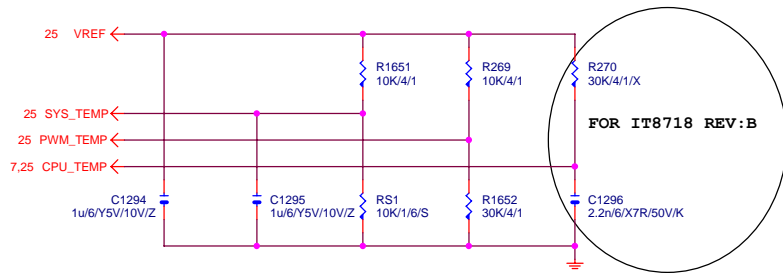 25 VREF
R1651
10K/4/1
R269
10K/4/1
R270
30K/4/1/X
25 SYS_TEMP
25 PWM_TEMP
7,25 CPU_TEMP
FOR IT8718 REV:B
C1294
1u/6/Y5V/10V/Z
C1295
1u/6/Y5V/10V/Z
RS1
10K/1/6/S
R1652
30K/4/1
C1296
2.2n/6/X7R/50V/K